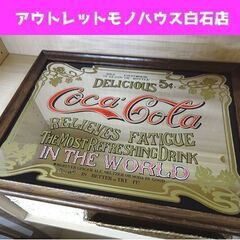 アウトレットモノハウス白石店
DELICIOUS 5¢
Coca-Cola
RELIEVES FATIGUE
THE MOST REFRESHING DRINK
IN THE WORLD